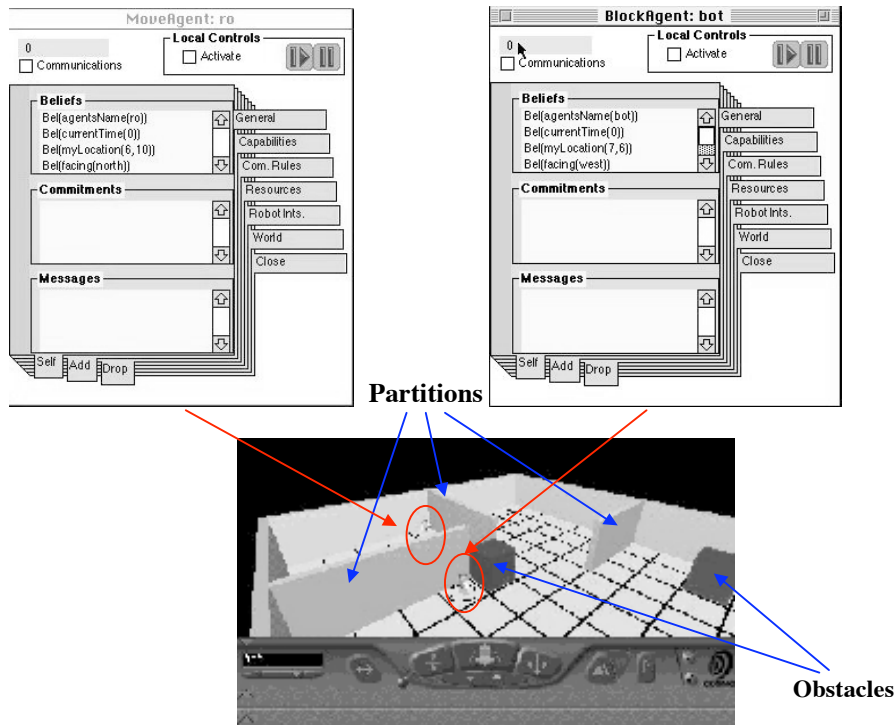 MoveAgent: ro
0
Communications
Local Controls
Activate
Beliefs
Bel(agentsName(ro))
Bel(currentTime(0))
Bel(myLocation(6,10))
Bel(facing(north))
Commitments
Messages
General
Capabilities
Com. Rules
Resources
Robot Ints.
World
Close
Self
Add
Drop
BlockAgent: bot
0
Communications
Local Controls
Activate
Beliefs
Bel(agentsName(bot))
Bel(currentTime(0))
Bel(myLocation(7,6))
Bel(facing(west))
Commitments
Messages
General
Capabilities
Com. Rules
Resources
Robot Ints.
World
Close
Self
Add
Drop
Partitions
Obstacles